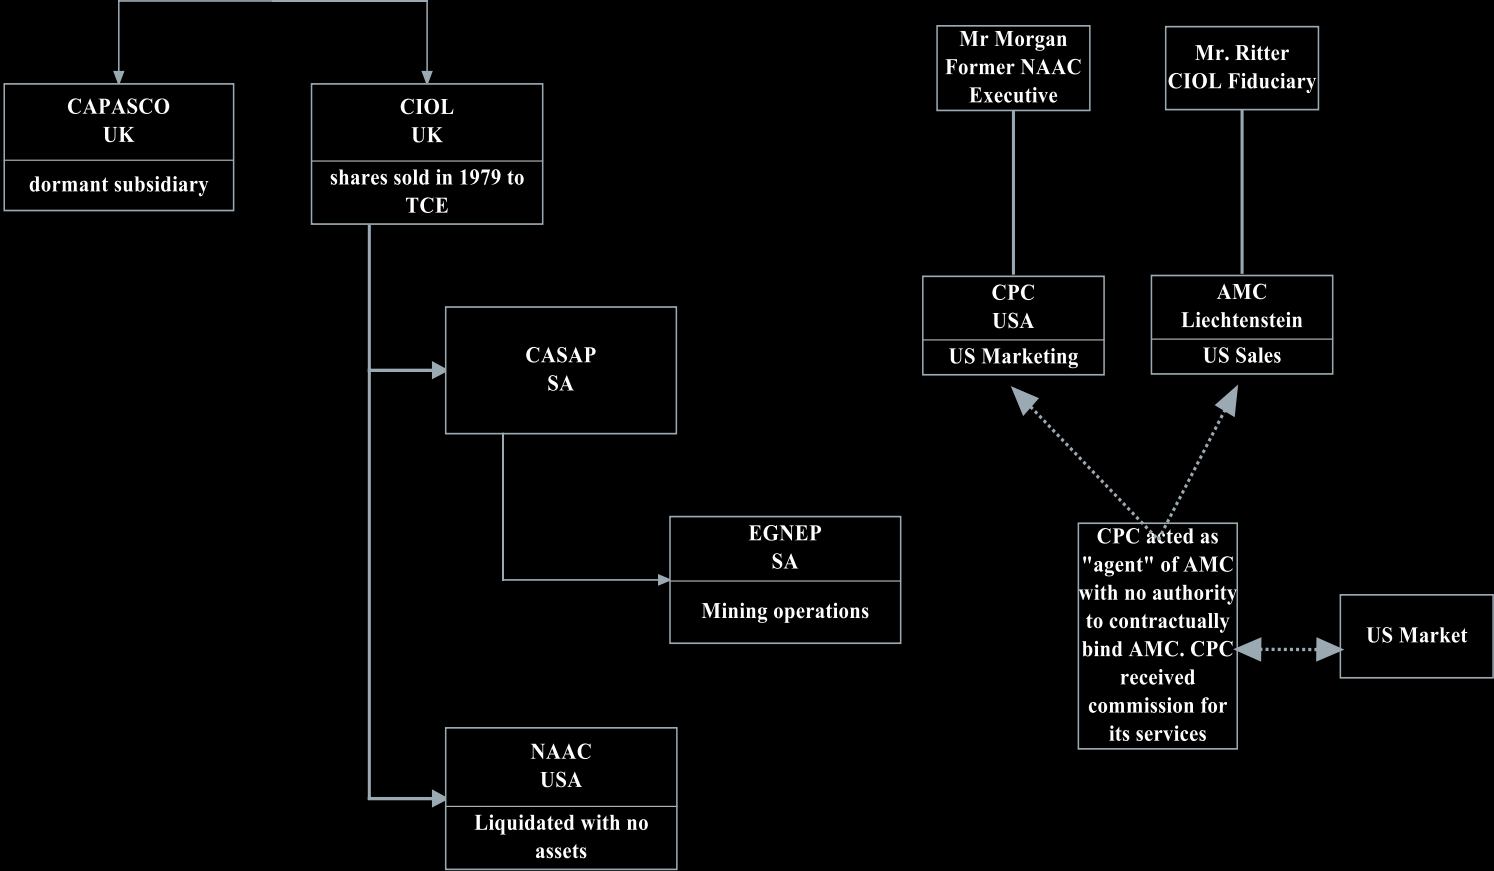 CAPASCO
UK
dormant subsidiary
CIOL
UK
shares sold in 1979 to
TCE
Mr Morgan
Former NAAC
Executive
Mr. Ritter
CIOL Fiduciary
CPC
USA
US Marketing
AMC
Liechtenstein
US Sales
CASAP
SA
EGNEP
SA
Mining operations
CPC acted as
"agent" of AMC
with no authority
to contractually
bind AMC. CPC
received
commission for
its services
US Market
NAAC
USA
Liquidated with no
assets